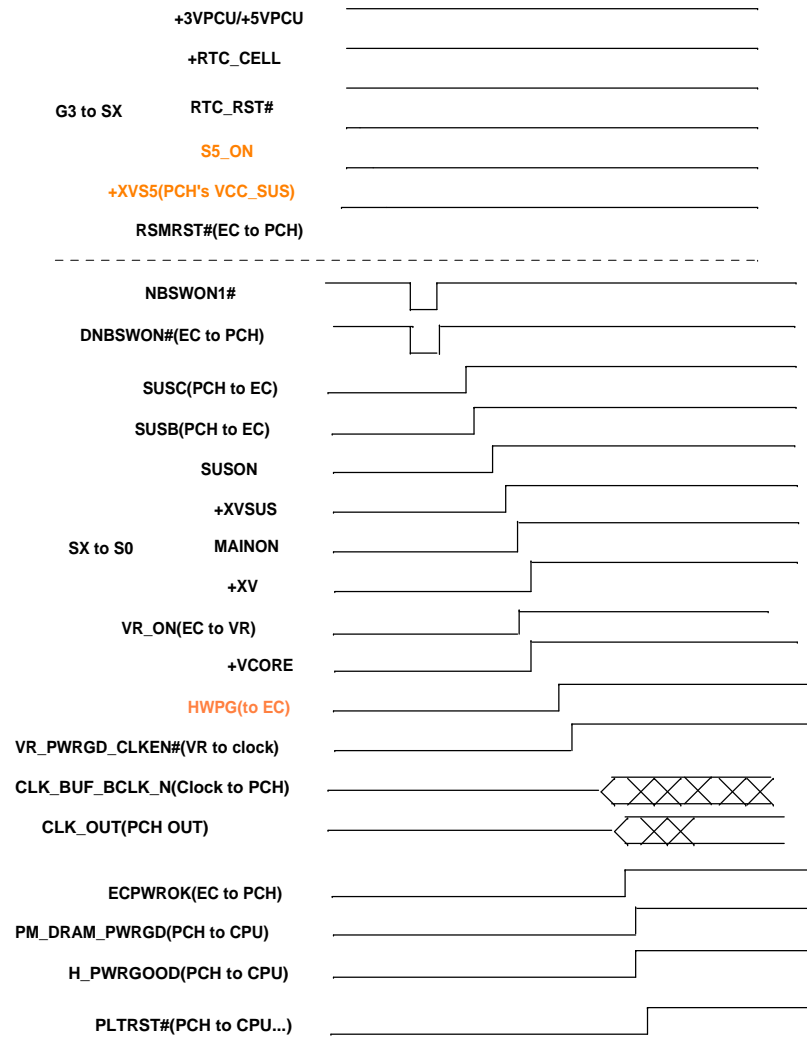 +3VPCU/+5VPCU
+RTC_CELL
G3 to SX
RTC_RST#
S5_ON
+XVS5(PCH's VCC_SUS)
RSMRST#(EC to PCH)
NBSWON1#
DNBSWON#(EC to PCH)
SUSC(PCH to EC)
SUSB(PCH to EC)
SUSON
+XVSUS
SX to S0
MAINON
+XV
VR_ON(EC to VR)
+VCORE
HWPG(to EC)
VR_PWRGD_CLKEN#(VR to clock)
CLK_BUF_BCLK_N(Clock to PCH)
CLK_OUT(PCH OUT)
ECPWROK(EC to PCH)
PM_DRAM_PWRGD(PCH to CPU)
H_PWRGOOD(PCH to CPU)
PLTRST#(PCH to CPU...)